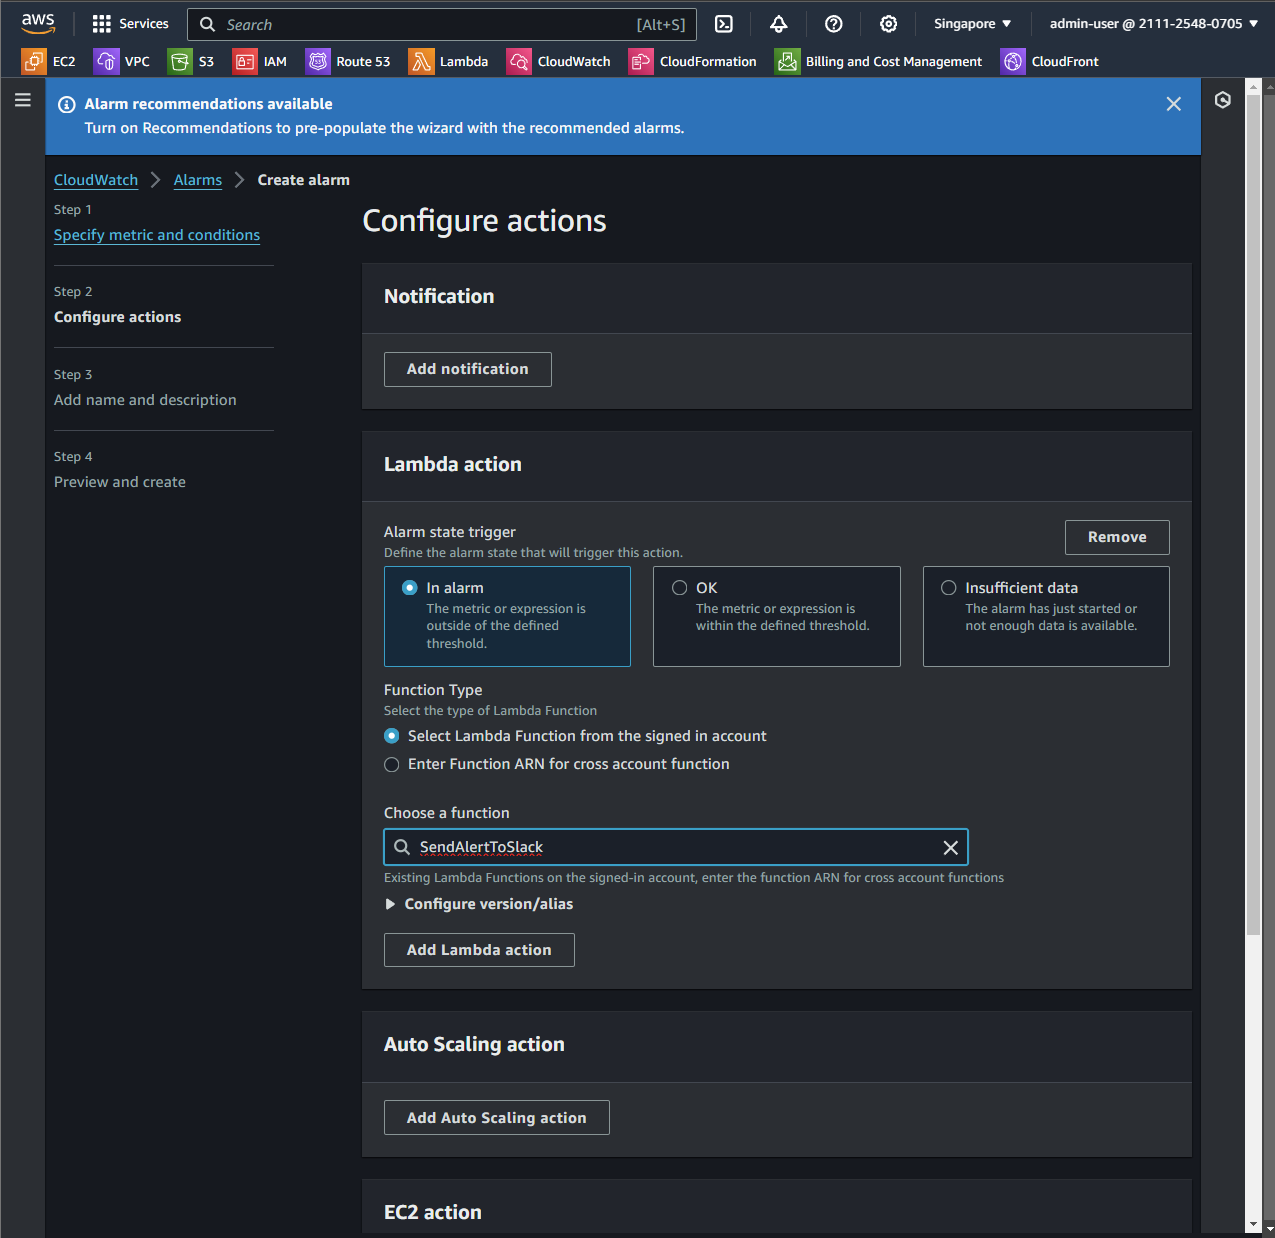 aws
Services
Search
[Alt+S]
Singapore
admin-user @ 2111-2548-0705
EC2
VPC
S3
IAM
Route 53
Lambda
CloudWatch
CloudFormation
Billing and Cost Management
CloudFront
Alarm recommendations available
Turn on Recommendations to pre-populate the wizard with the recommended alarms.
CloudWatch
Alarms
Create alarm
Step 1
Specify metric and conditions
Step 2
Configure actions
Step 3
Add name and description
Step 4
Preview and create
Configure actions
Notification
Add notification
Lambda action
Alarm state trigger
Define the alarm state that will trigger this action.
Remove
In alarm
The metric or expression is
outside of the defined
threshold.
OK
The metric or expression is
within the defined threshold.
Insufficient data
The alarm has just started or
not enough data is available.
Function Type
Select the type of Lambda Function
Select Lambda Function from the signed in account
Enter Function ARN for cross account function
Choose a function
SendAlertToSlack
Existing Lambda Functions on the signed-in account, enter the function ARN for cross account functions
Configure version/alias
Add Lambda action
Auto Scaling action
Add Auto Scaling action
EC2 action